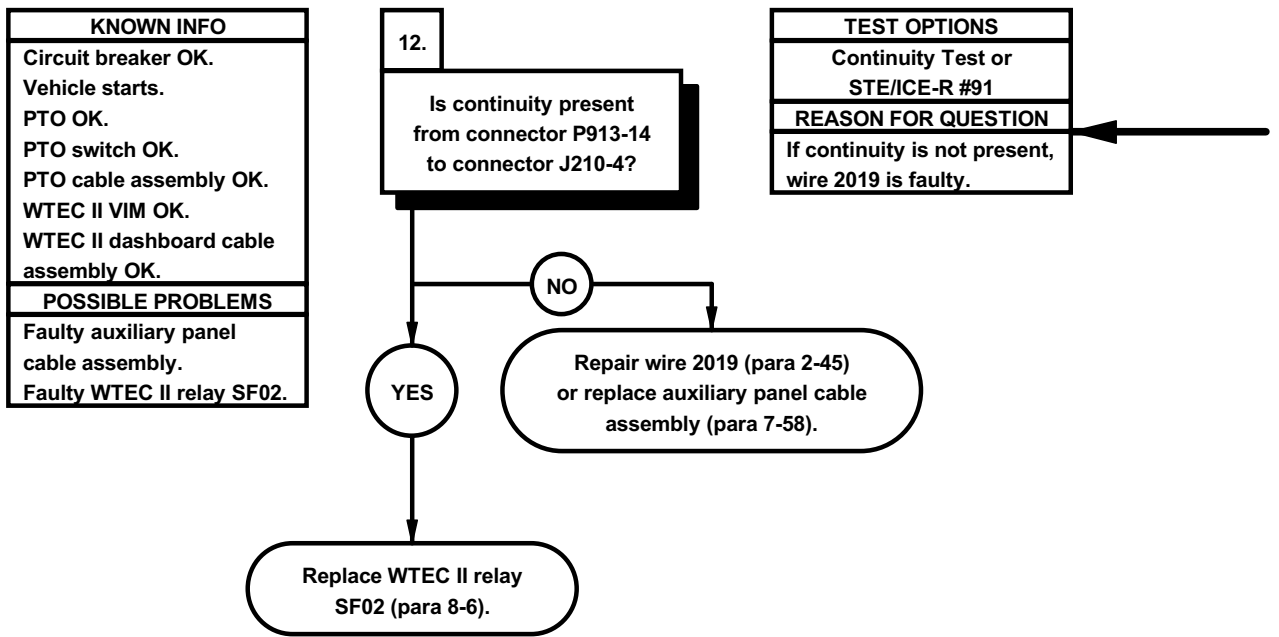 KNOWN INFO
Circuit breaker OK.
Vehicle starts.
PTO OK.
PTO switch OK.
PTO cable assembly OK.
WTEC II VIM OK.
WTEC II dashboard cable
assembly OK.
POSSIBLE PROBLEMS
Faulty auxiliary panel
cable assembly.
Faulty WTEC II relay SF02.
12.
Is continuity present
from connector P913-14
to connector J210-4?
TEST OPTIONS
Continuity Test or
STE/ICE-R #91
REASON FOR QUESTION
If continuity is not present,
wire 2019 is faulty.
NO
YES
Repair wire 2019 (para 2-45)
or replace auxiliary panel cable
assembly (para 7-58).
Replace WTEC II relay
SF02 (para 8-6).